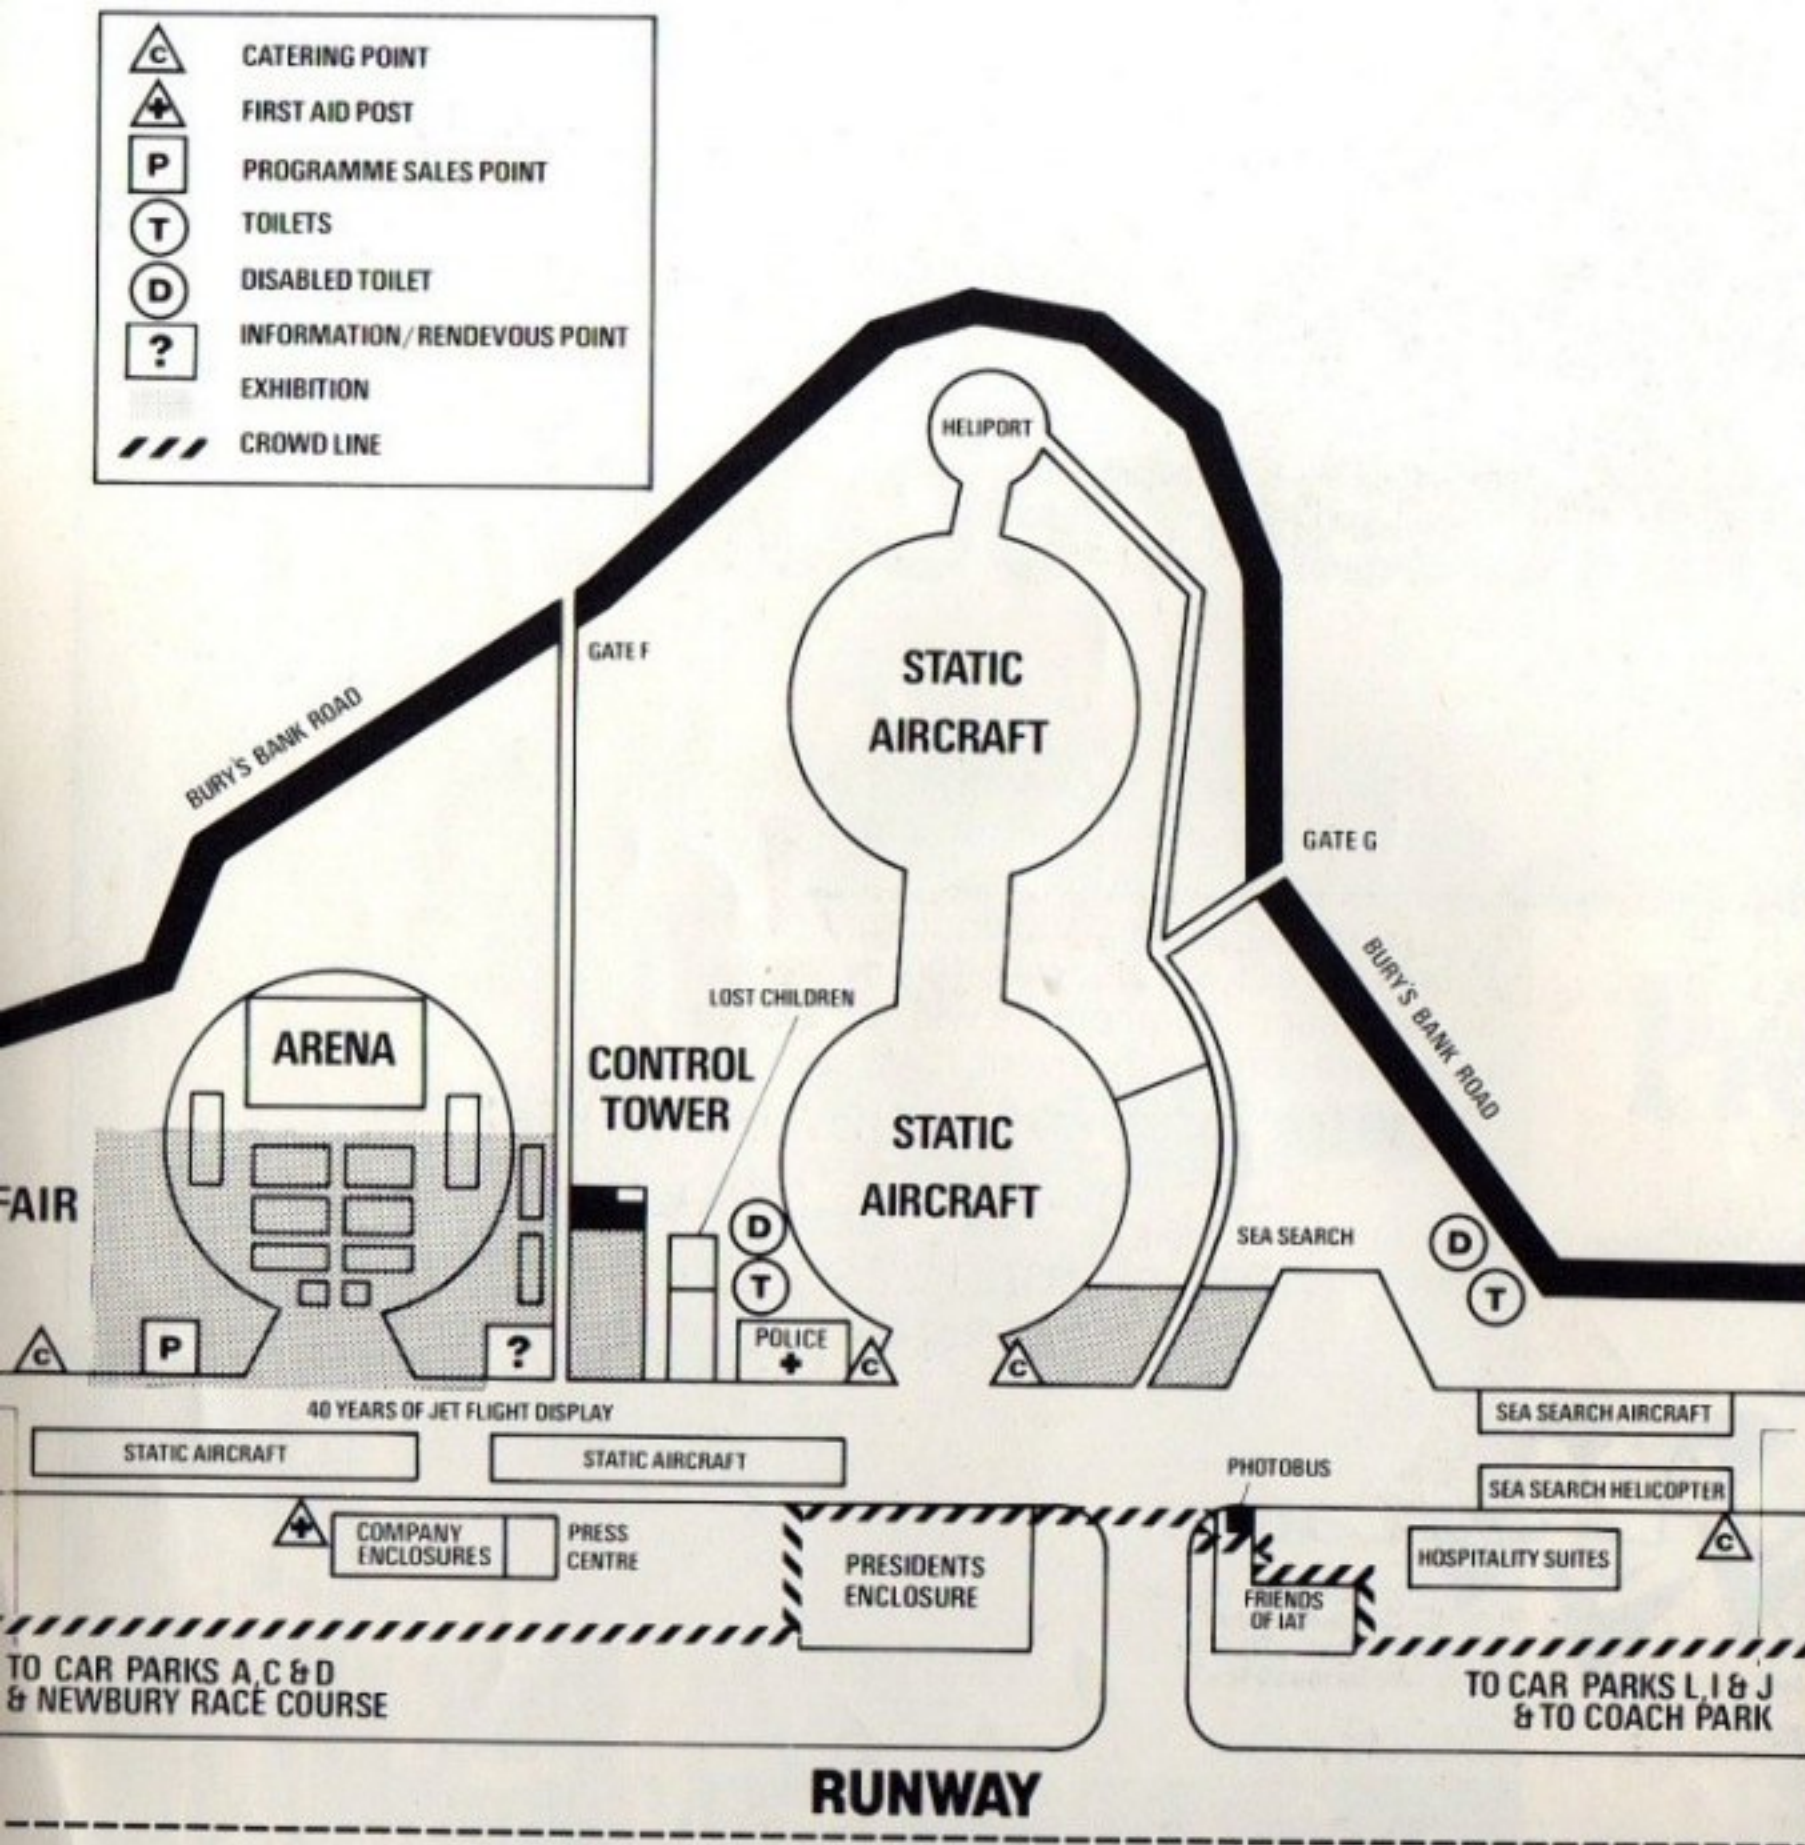 C CATERING POINT
FIRST AID POST
P PROGRAMME SALES POINT
T TOILETS
D DISABLED TOILET
? INFORMATION/RENDEVOUS POINT
EXHIBITION
CROWD LINE
HELIPORT
GATE F
STATIC
AIRCRAFT
BURY'S BANK ROAD
GATE G
BURY'S BANK ROAD
LOST CHILDREN
ARENA
CONTROL
TOWER
STATIC
AIRCRAFT
FAIR
D
T
SEA SEARCH
D
T
C
P
?
POLICE
C
C
40 YEARS OF JET FLIGHT DISPLAY
SEA SEARCH AIRCRAFT
STATIC AIRCRAFT
STATIC AIRCRAFT
PHOTOBUS
SEA SEARCH HELICOPTER
COMPANY
ENCLOSURES
PRESS
CENTRE
PRESIDENTS
ENCLOSURE
FRIENDS
OF IAT
HOSPITALITY SUITES
C
TO CAR PARKS A,C & D
& NEWBURY RACE COURSE
TO CAR PARKS L,I & J
& TO COACH PARK
RUNWAY